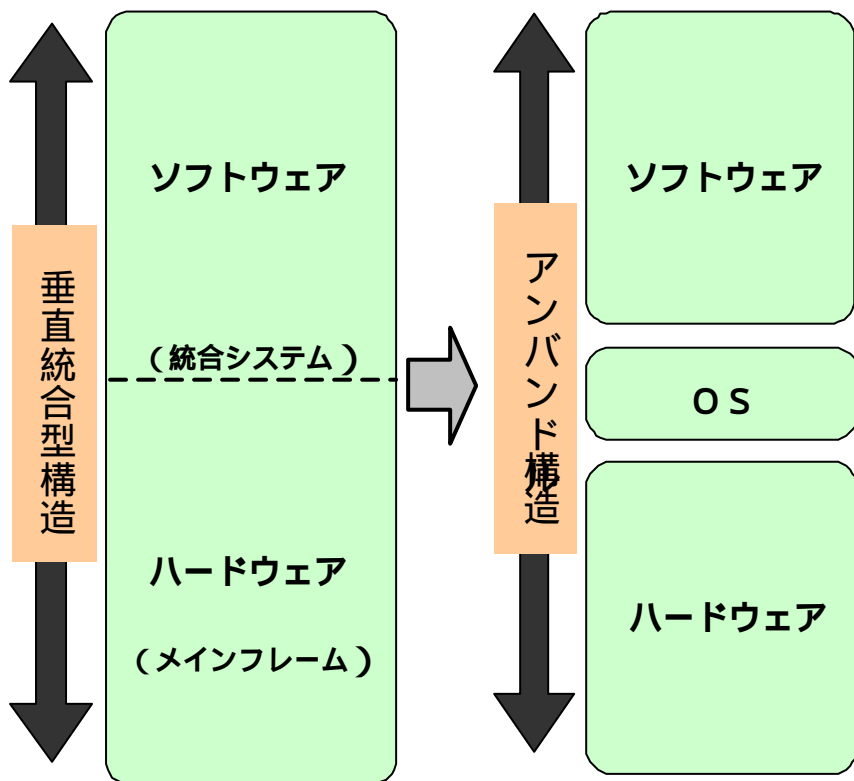 垂直統合型構造
ソフトウェア
（統合システム）
ハードウェア
（メインフレーム）
アンバンドル構造
ソフトウェア
ＯＳ
ハードウェア